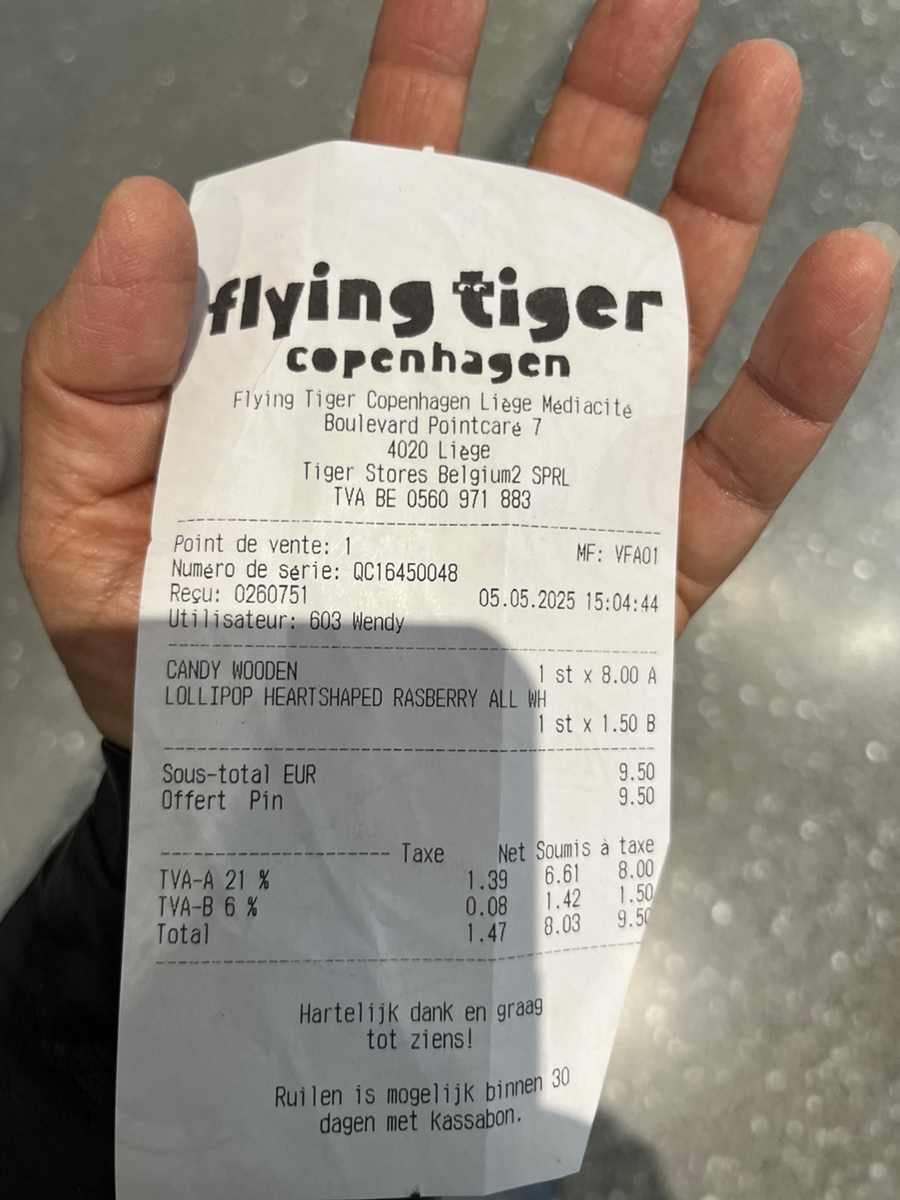 flying tiger
copenhagen
Flying Tiger Copenhagen Liège Médiacité
Boulevard Pointcaré 7
4020 Liège
Tiger Stores Belgium2 SPRL
TVA BE 0560 971 883
Point de vente: 1 MF: VFA01
Numéro de série: QC16450048
Reçu: 0260751 05.05.2025 15:04:44
Utilisateur: 603 Wendy
CANDY WOODEN 1 st x 8.00 A
LOLLIPOP HEARTSHAPED RASBERRY ALL WH
1 st x 1.50 B
Sous-total EUR 9.50
Offert Pin 9.50
Taxe Net Soumis à taxe
TVA-A 21 % 1.39 6.61 8.00
TVA-B 6 % 0.08 1.42 1.50
Total 1.47 8.03 9.50
Hartelijk dank en graag
tot ziens!
Ruilen is mogelijk binnen 30
dagen met kassabon.